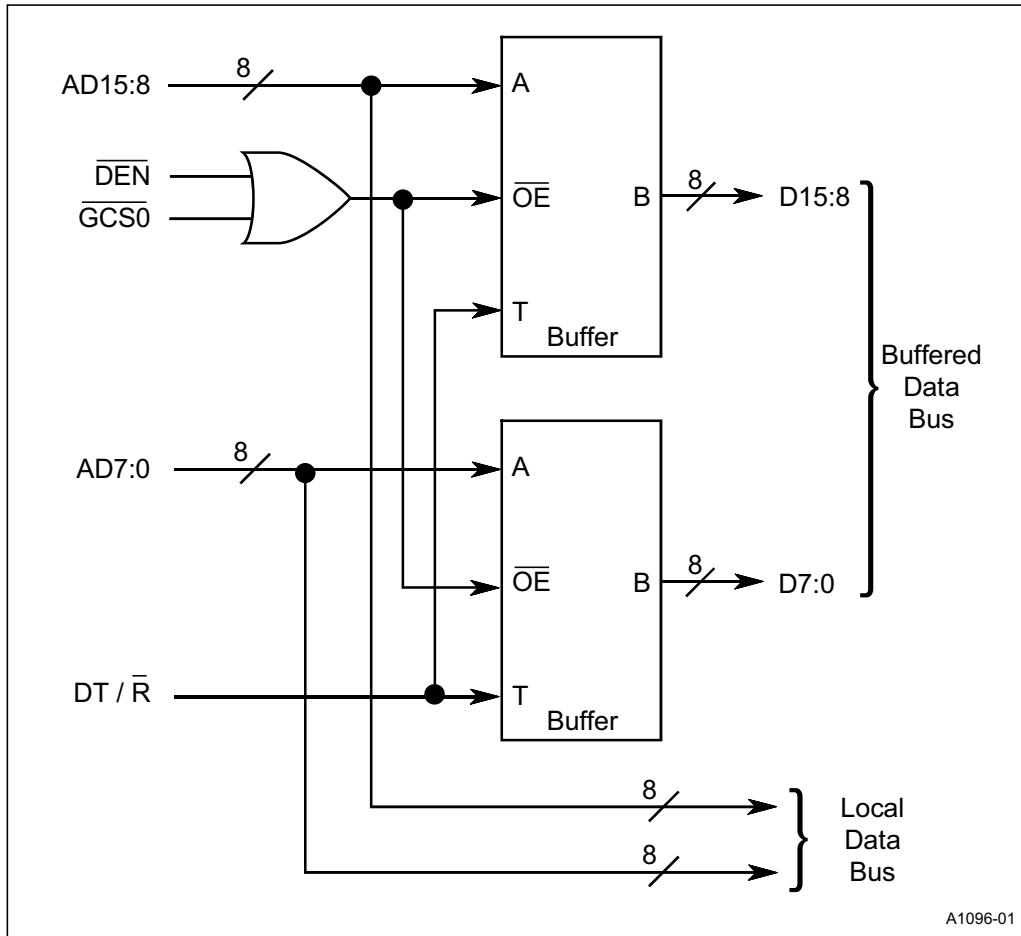 AD15:8
8
A
DEN
GCS0
OE
B
8
D15:8
T
Buffer
Buffered
Data
Bus
AD7:0
8
A
OE
B
8
D7:0
DT / R
T
Buffer
8
8
Local
Data
Bus
A1096-01